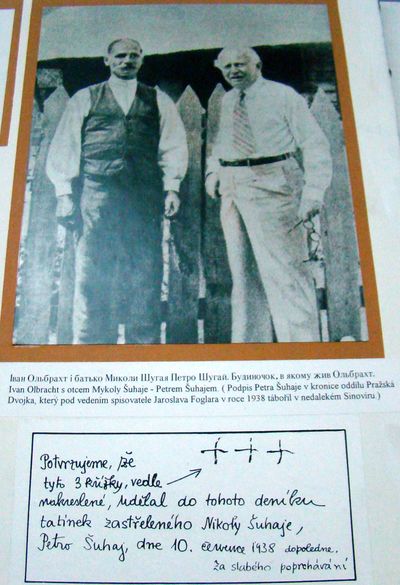 Іван Ольбрахт і батько Миколи Шугая Петро Шугай. Будиночок, в якому жив Ольбрахт.
Ivan Olbracht s otcem Mykoly Šuhaje - Petrem Šuhajem. ( Podpis Petra Šuhaje v kronice oddílu Pražská
Dvojka, který pod vedením spisovatele Jaroslava Foglara v roce 1938 tábořil v nedalekém Sinoviru.)
Potvrzujeme, že
tyto 3 křížky, vedle
nakreslené, udělal do tohoto deníku
tatínek zastřeleného Nikoly Šuhaje,
Petro Šuhaj, dne 10. července 1938 dopoledne.
za slabého poprchávání